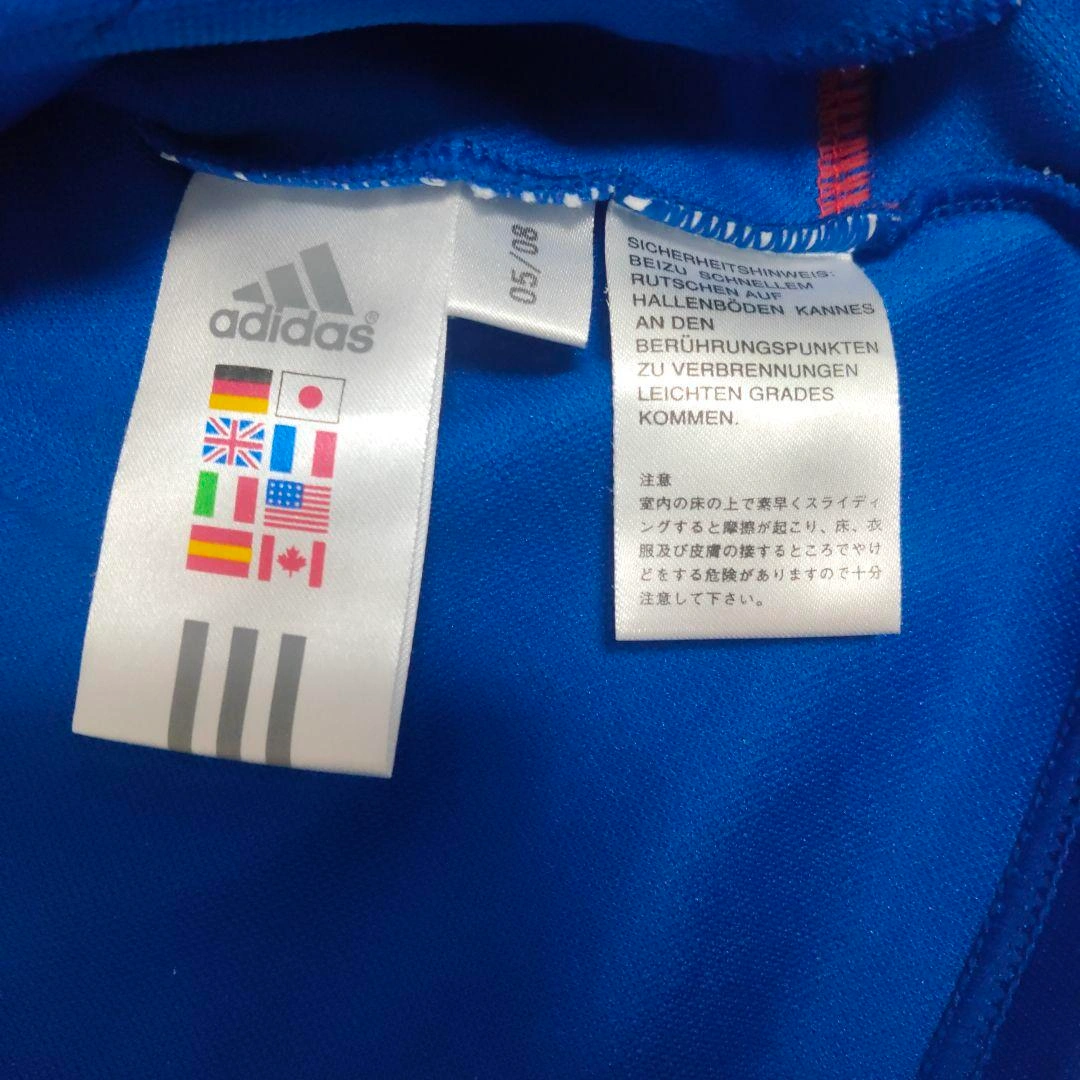 adidas®
05/08
SICHERHEITSHINWEIS:
BEIZU SCHNELLEM
RUTSCHEN AUF
HALLENBÖDEN KANNES
AN DEN
BERÜHRUNGSPUNKTEN
ZU VERBRENNUNGEN
LEICHTEN GRADES
KOMMEN.
注意
室内の床の上で素早くスライディ
ングすると摩擦が起こり、床、衣
服及び皮膚の接するところでやけ
どをする危険がありますので十分
注意して下さい。